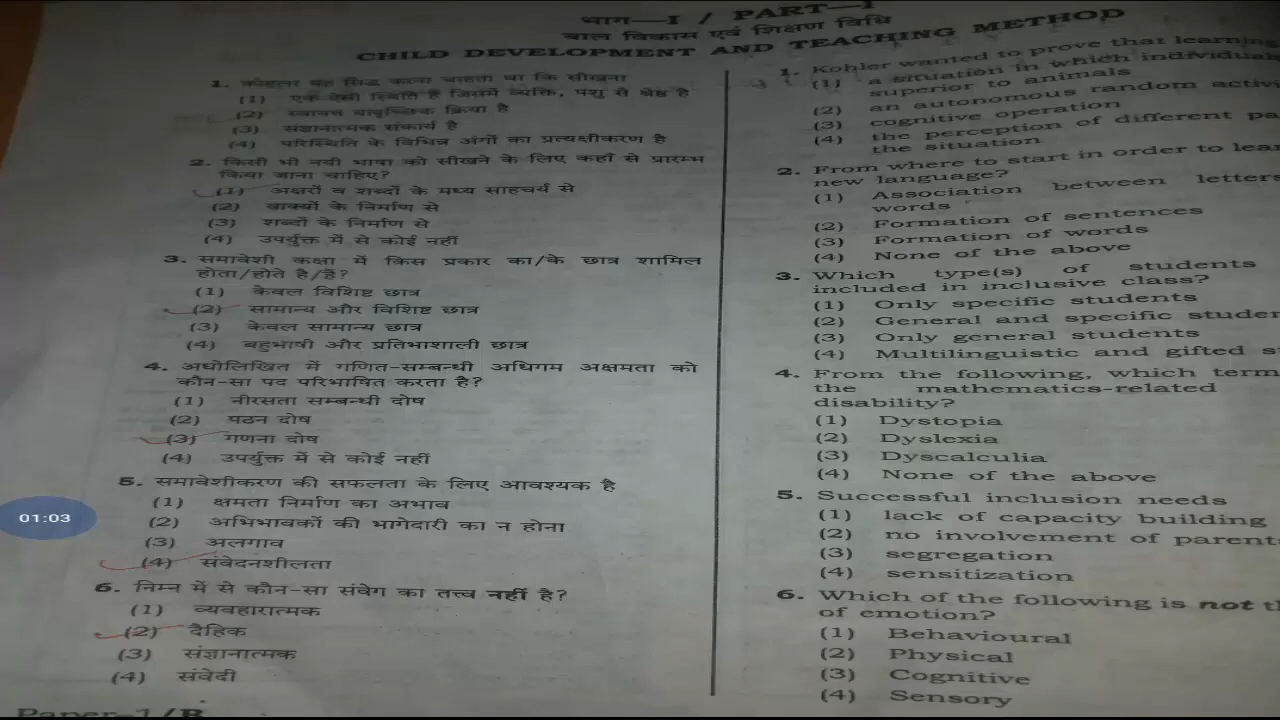 भाग—I / PART—I
बाल विकास एवं शिक्षण विधि
CHILD DEVELOPMENT AND TEACHING METHOD
1. कोहलर यह सिद्ध करना चाहता था कि सीखना
(1) एक ऐसी स्थिति है जिसमें व्यक्ति, पशु से श्रेष्ठ है
(2) स्वायत्त यादृच्छिक क्रिया है
(3) संज्ञानात्मक संकार्य है
(4) परिस्थिति के विभिन्न अंगों का प्रत्यक्षीकरण है
2. किसी भी नयी भाषा को सीखने के लिए कहाँ से प्रारम्भ
किया जाना चाहिए?
(1) अक्षरों व शब्दों के मध्य साहचर्य से
(2) वाक्यों के निर्माण से
(3) शब्दों के निर्माण से
(4) उपर्युक्त में से कोई नहीं
3. समावेशी कक्षा में किस प्रकार का/के छात्र शामिल
होता/होते है/हैं?
(1) केवल विशिष्ट छात्र
(2) सामान्य और विशिष्ट छात्र
(3) केवल सामान्य छात्र
(4) बहुभाषी और प्रतिभाशाली छात्र
4. अधोलिखित में गणित-सम्बन्धी अधिगम अक्षमता को
कौन-सा पद परिभाषित करता है?
(1) नीरसता सम्बन्धी दोष
(2) पठन दोष
(3) गणना दोष
(4) उपर्युक्त में से कोई नहीं
5. समावेशीकरण की सफलता के लिए आवश्यक है
(1) क्षमता निर्माण का अभाव
(2) अभिभावकों की भागेदारी का न होना
(3) अलगाव
(4) संवेदनशीलता
6. निम्न में से कौन-सा संवेग का तत्त्व नहीं है?
(1) व्यवहारात्मक
(2) दैहिक
(3) संज्ञानात्मक
(4) संवेदी
1. Kohler wanted to prove that learning
(1) a situation in which individual
superior to animals
(2) an autonomous random
(3) cognitive operation
(4) the perception of different
the situation
2. From where to start in order to
new language?
(1) Association between letters
words
(2) Formation of sentences
(3) Formation of words
(4) None of the above
3. Which type(s) of students
included in inclusive class?
(1) Only specific students
(2) General and specific
(3) Only general students
(4) Multilinguistic and gifted
4. From the following, which term
the mathematics-related
disability?
(1) Dystopia
(2) Dyslexia
(3) Dyscalculia
(4) None of the above
5. Successful inclusion needs
(1) lack of capacity building
(2) no involvement of parent
(3) segregation
(4) sensitization
6. Which of the following is not
of emotion?
(1) Behavioural
(2) Physical
(3) Cognitive
(4) Sensory
Paper-1/B
01:03